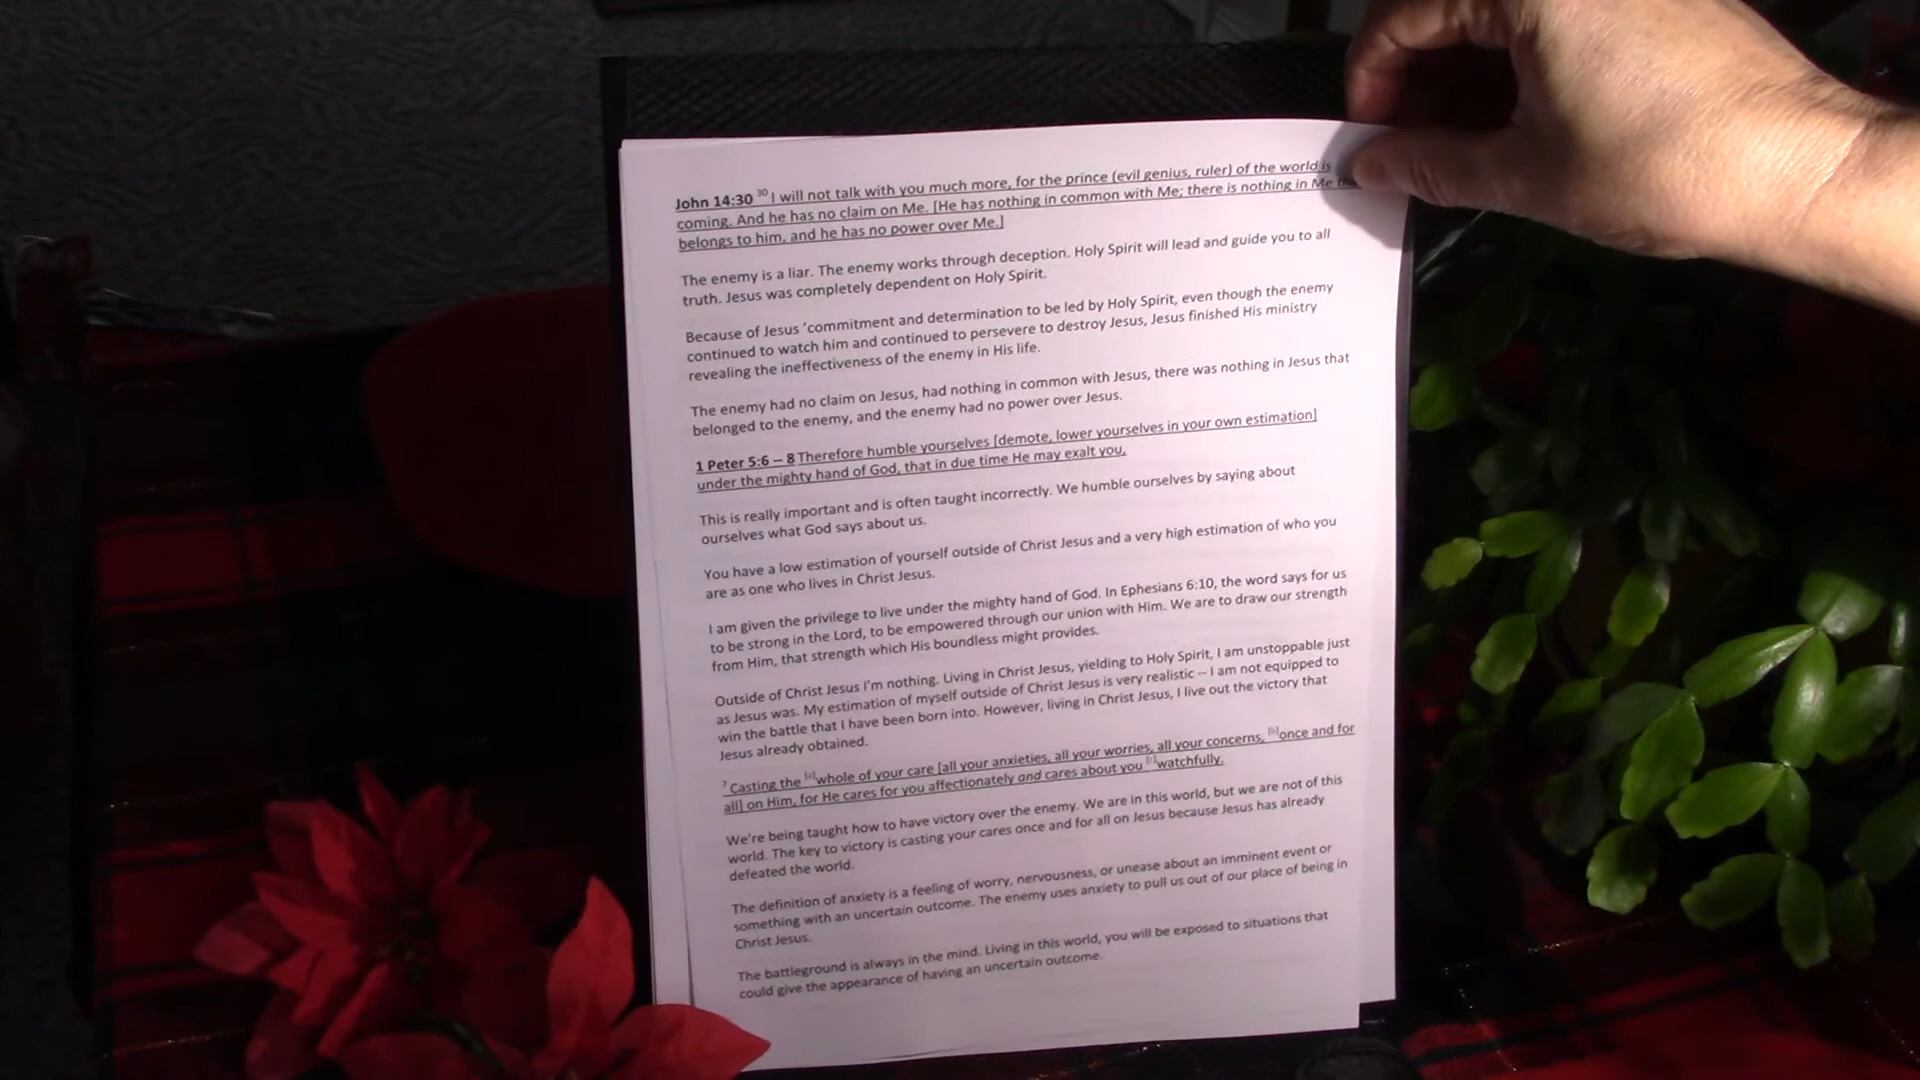 John 14:30 30 I will not talk with you much more, for the prince (evil genius, ruler) of the world is
coming. And he has no claim on Me. [He has nothing in common with Me; there is nothing in Me
belongs to him, and he has no power over Me.]
The enemy is a liar. The enemy works through deception. Holy Spirit will lead and guide you to all
truth. Jesus was completely dependent on Holy Spirit.
Because of Jesus 'commitment and determination to be led by Holy Spirit, even though the enemy
continued to watch him and continued to persevere to destroy Jesus, Jesus finished His ministry
revealing the ineffectiveness of the enemy in His life.
The enemy had no claim on Jesus, had nothing in common with Jesus, there was nothing in Jesus that
belonged to the enemy, and the enemy had no power over Jesus.
1 Peter 5:6 – 8 Therefore humble yourselves [demote, lower yourselves in your own estimation]
under the mighty hand of God, that in due time He may exalt you,
This is really important and is often taught incorrectly. We humble ourselves by saying about
ourselves what God says about us.
You have a low estimation of yourself outside of Christ Jesus and a very high estimation of who you
are as one who lives in Christ Jesus.
I am given the privilege to live under the mighty hand of God. In Ephesians 6:10, the word says for us
to be strong in the Lord, to be empowered through our union with Him. We are to draw our strength
from Him, that strength which His boundless might provides.
Outside of Christ Jesus I'm nothing. Living in Christ Jesus, yielding to Holy Spirit, I am unstoppable just
as Jesus was. My estimation of myself outside of Christ Jesus is very realistic -- I am not equipped to
win the battle that I have been born into. However, living in Christ Jesus, I live out the victory that
Jesus already obtained.
7 Casting the [a]whole of your care [all your anxieties, all your worries, all your concerns, [b]once and for
all] on Him, for He cares for you affectionately and cares about you watchfully.
We're being taught how to have victory over the enemy. We are in this world, but we are not of this
world. The key to victory is casting your cares once and for all on Jesus because Jesus has already
defeated the world.
The definition of anxiety is a feeling of worry, nervousness, or unease about an imminent event or
something with an uncertain outcome. The enemy uses anxiety to pull us out of our place of being in
Christ Jesus.
The battleground is always in the mind. Living in this world, you will be exposed to situations that
could give the appearance of having an uncertain outcome.